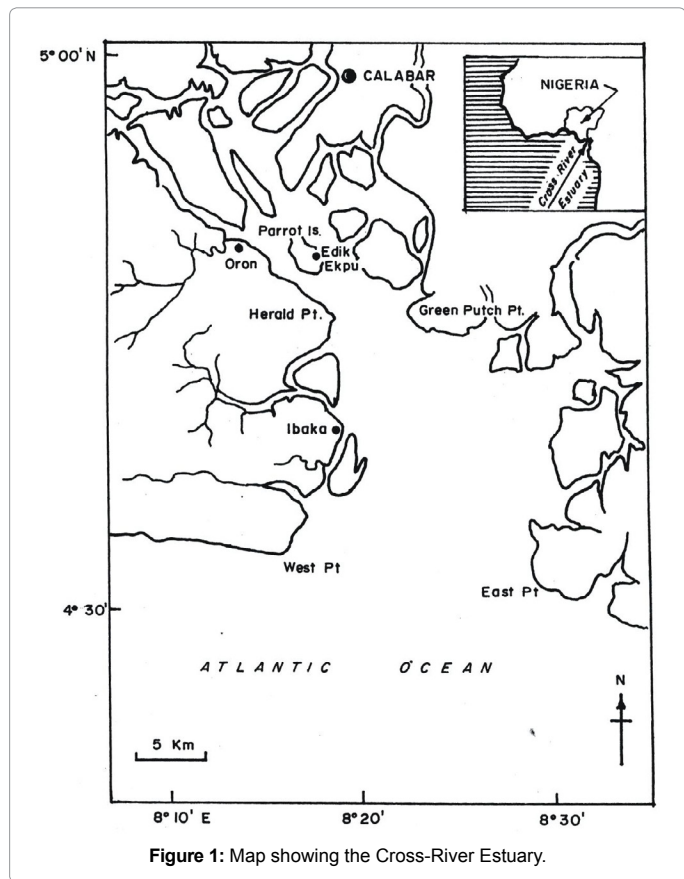 5° 00' N
CALABAR
NIGERIA
Cross-River
Estuary
Parrot Is.
Edik
Ekpu
Oron
Herald Pt.
Green Putch Pt.
Ibaka
West Pt
East Pt
4° 30'
ATLANTIC OCEAN
N
5 Km
8° 10' E
8° 20'
8° 30'
Figure 1: Map showing the Cross-River Estuary.